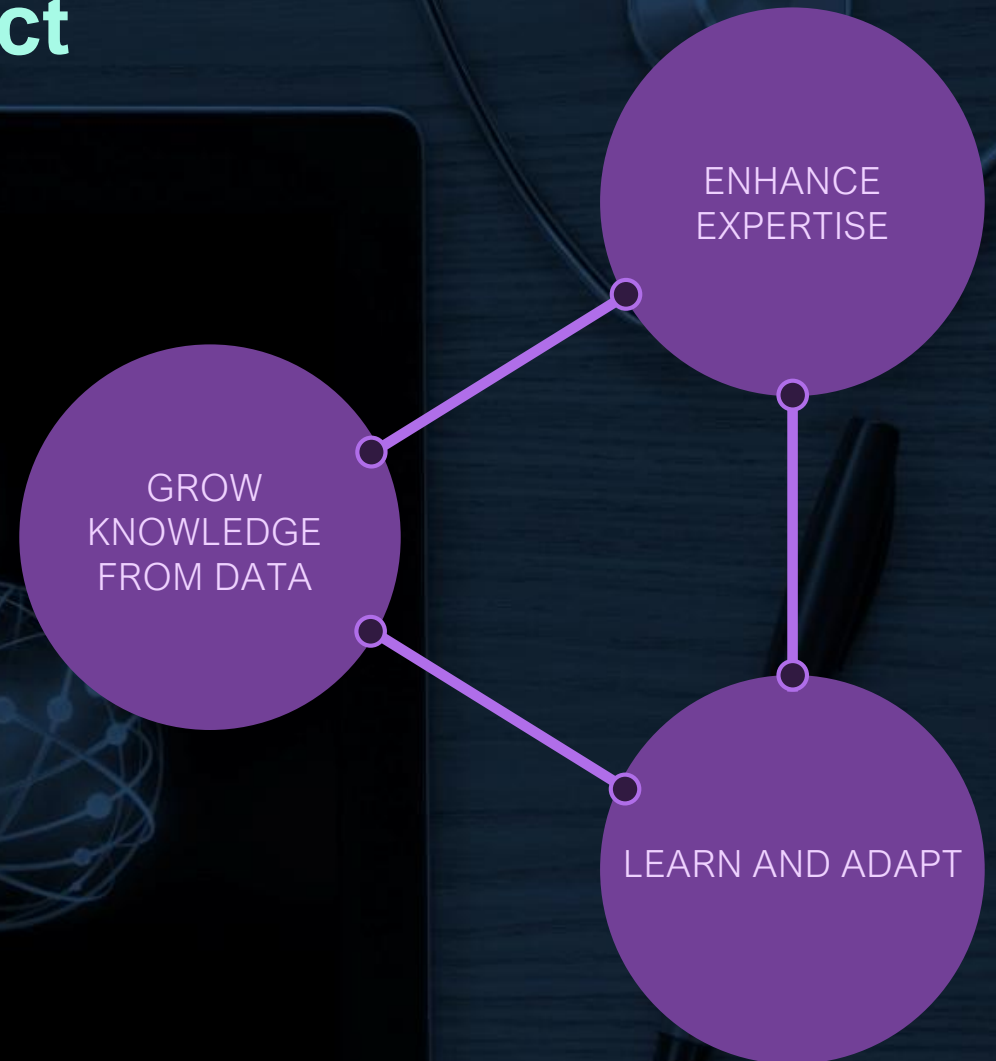 ct
ENHANCE
EXPERTISE
GROW
KNOWLEDGE
FROM DATA
LEARN AND ADAPT